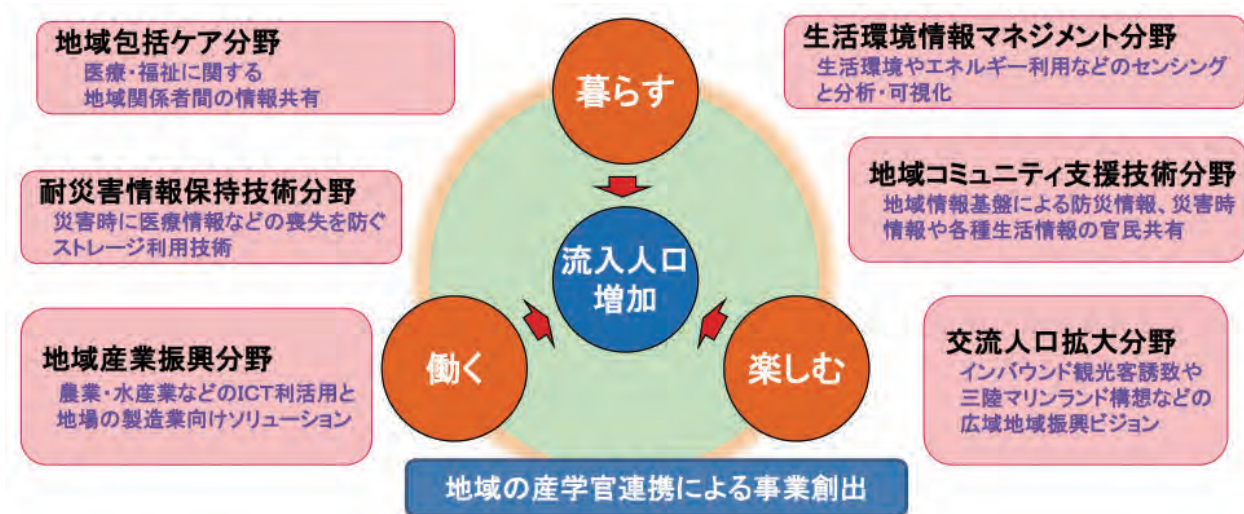 地域包括ケア分野
医療・福祉に関する
地域関係者間の情報共有
耐災害情報保持技術分野
災害時に医療情報などの喪失を防ぐ
ストレージ利用技術
地域産業振興分野
農業・水産業などのICT利活用と
地場の製造業向けソリューション
暮らす
流入人口
増加
働く
楽しむ
地域の産学官連携による事業創出
生活環境情報マネジメント分野
生活環境やエネルギー利用などのセンシング
と分析・可視化
地域コミュニティ支援技術分野
地域情報基盤による防災情報、災害時
情報や各種生活情報の官民共有
交流人口拡大分野
インバウンド観光客誘致や
三陸マリンランド構想などの
広域地域振興ビジョン